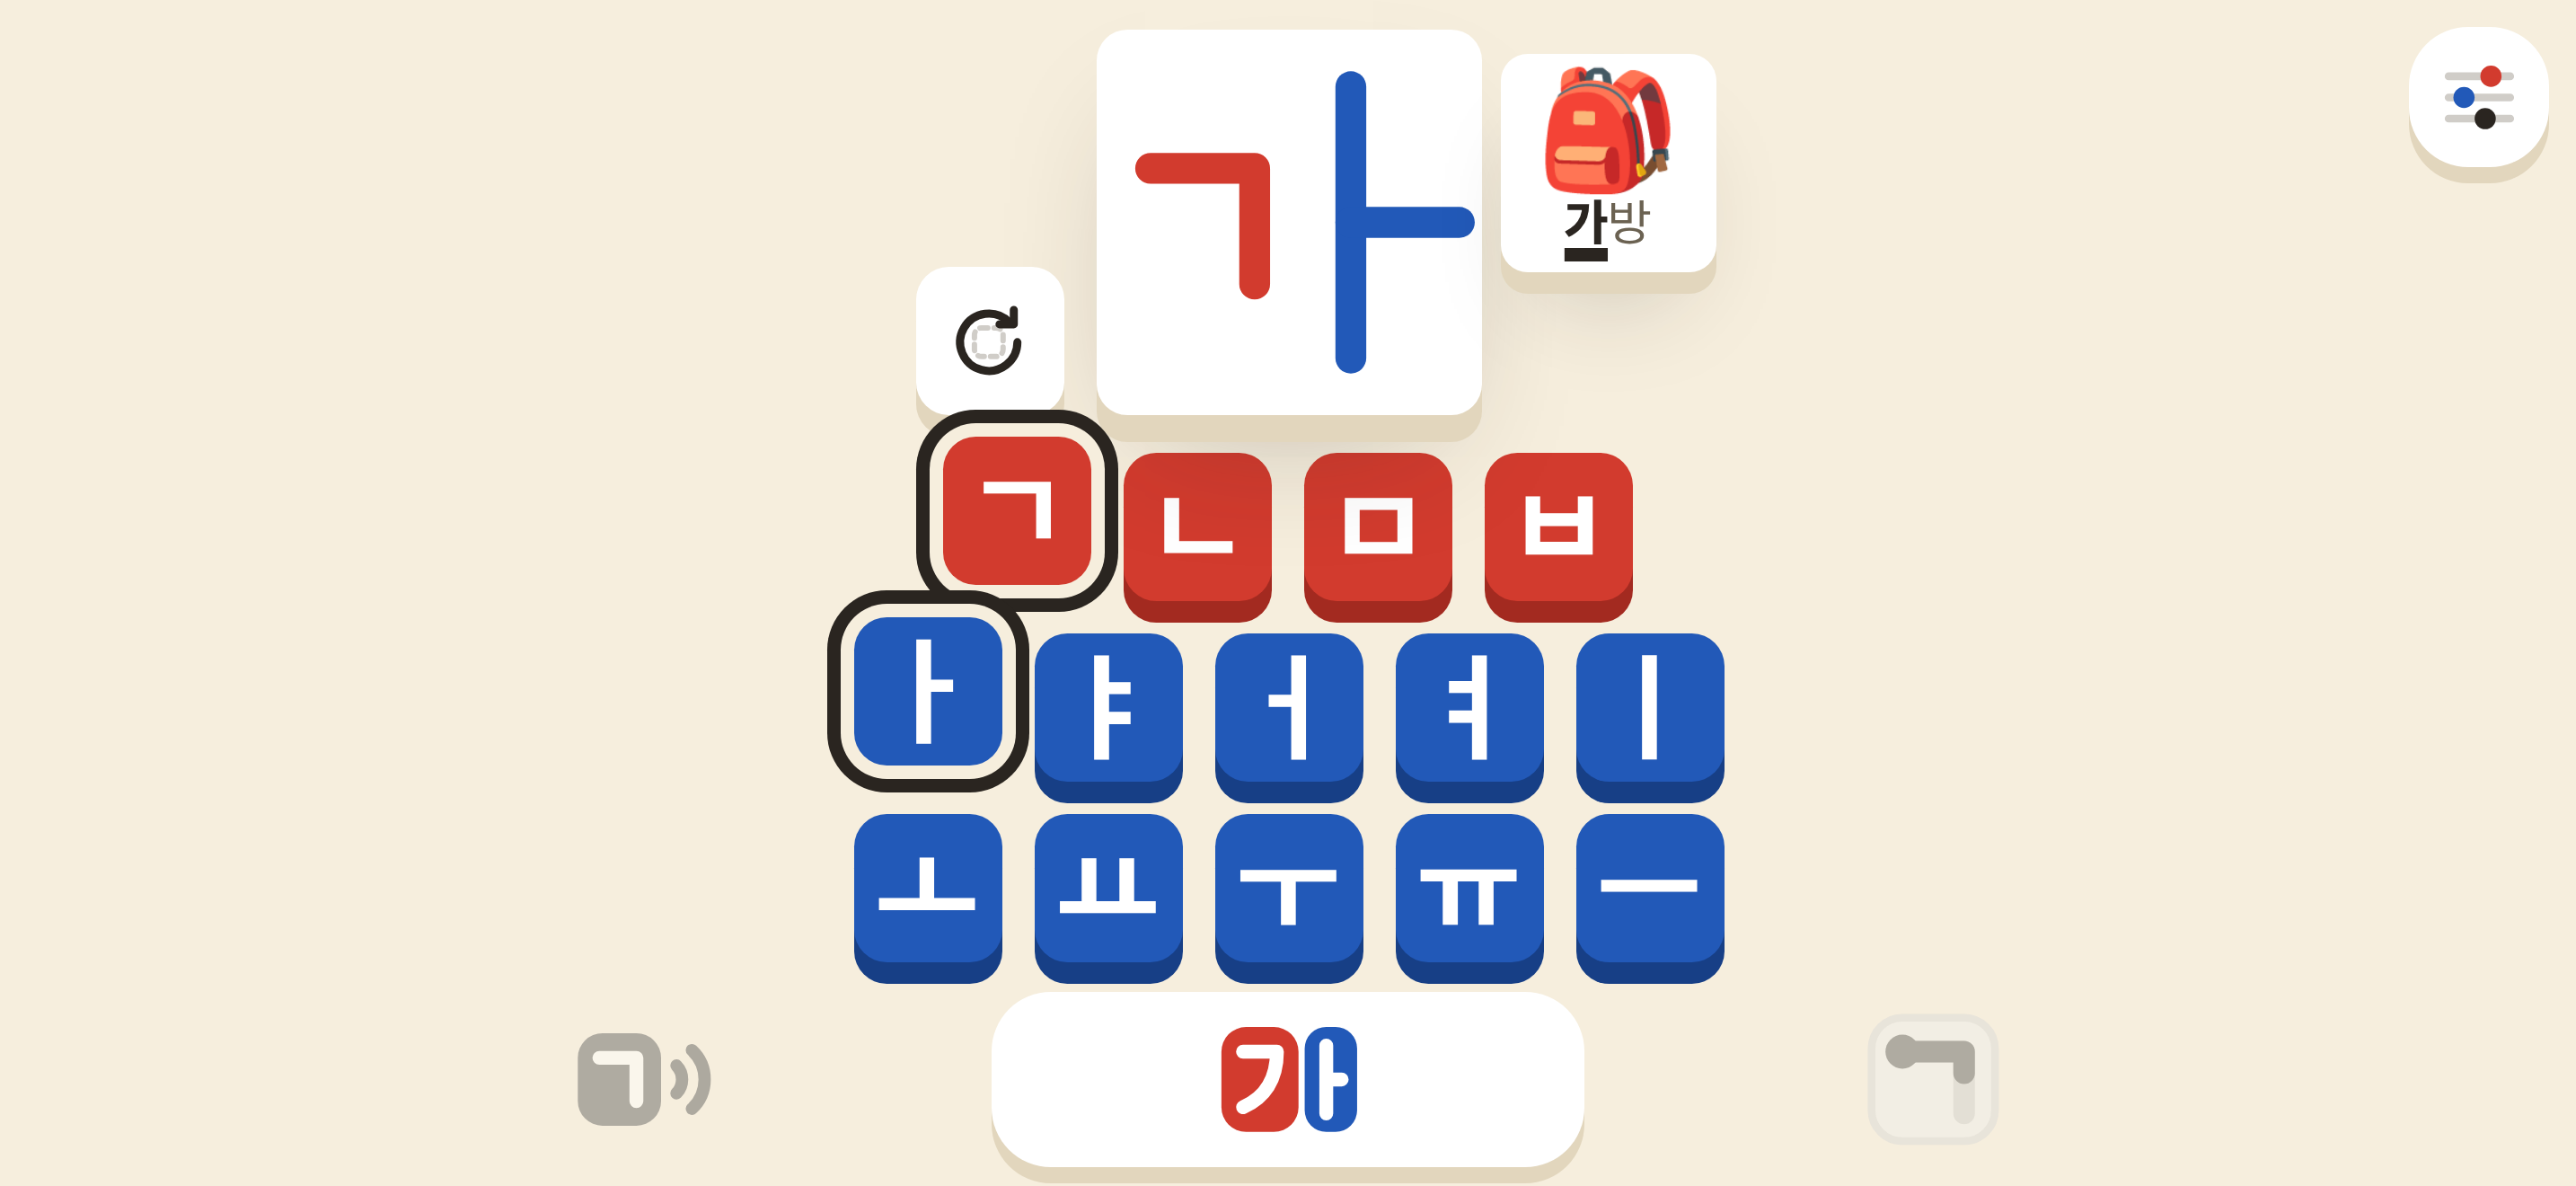 가
가방
ㄱ ㄴ ㅁ ㅂ
ㅏ ㅑ ㅓ ㅕ ㅣ
ㅗ ㅛ ㅜ ㅠ ㅡ
ㄱ 가 ㄱ